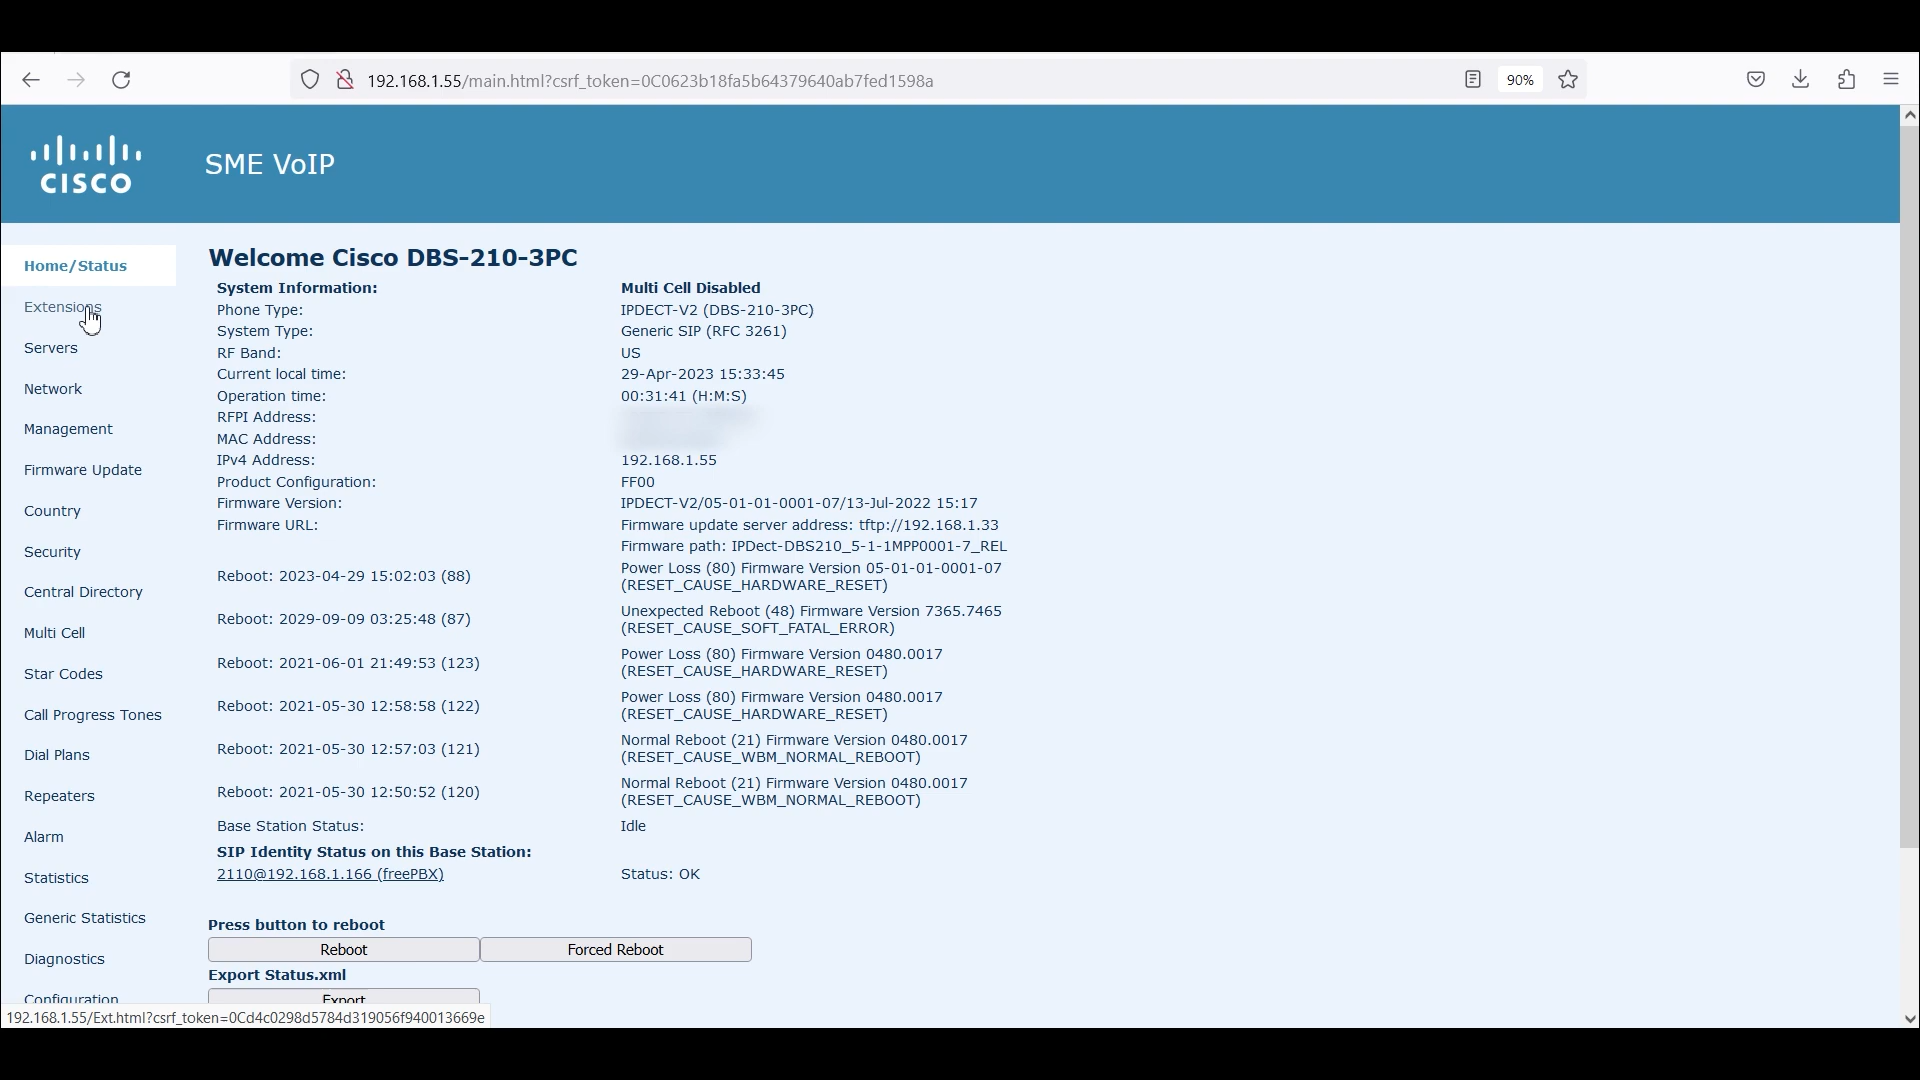 192.168.1.55/main.html?csrf_token=0C0623b18fa5b64379640ab7fed1598a
90%
CISCO
SME VoIP
Home/Status
Extensions
Servers
Network
Management
Firmware Update
Country
Security
Central Directory
Multi Cell
Star Codes
Call Progress Tones
Dial Plans
Repeaters
Alarm
Statistics
Generic Statistics
Diagnostics
Configuration
Welcome Cisco DBS-210-3PC
System Information: Multi Cell Disabled
Phone Type: IPDECT-V2 (DBS-210-3PC)
System Type: Generic SIP (RFC 3261)
RF Band: US
Current local time: 29-Apr-2023 15:33:45
Operation time: 00:31:41 (H:M:S)
RFPI Address:
MAC Address:
IPv4 Address: 192.168.1.55
Product Configuration: FF00
Firmware Version: IPDECT-V2/05-01-01-0001-07/13-Jul-2022 15:17
Firmware URL: Firmware update server address: tftp://192.168.1.33
Firmware path: IPDect-DBS210_5-1-1MPP0001-7_REL
Reboot: 2023-04-29 15:02:03 (88) Power Loss (80) Firmware Version 05-01-01-0001-07
(RESET_CAUSE_HARDWARE_RESET)
Reboot: 2029-09-09 03:25:48 (87) Unexpected Reboot (48) Firmware Version 7365.7465
(RESET_CAUSE_SOFT_FATAL_ERROR)
Reboot: 2021-06-01 21:49:53 (123) Power Loss (80) Firmware Version 0480.0017
(RESET_CAUSE_HARDWARE_RESET)
Reboot: 2021-05-30 12:58:58 (122) Power Loss (80) Firmware Version 0480.0017
(RESET_CAUSE_HARDWARE_RESET)
Reboot: 2021-05-30 12:57:03 (121) Normal Reboot (21) Firmware Version 0480.0017
(RESET_CAUSE_WBM_NORMAL_REBOOT)
Reboot: 2021-05-30 12:50:52 (120) Normal Reboot (21) Firmware Version 0480.0017
(RESET_CAUSE_WBM_NORMAL_REBOOT)
Base Station Status: Idle
SIP Identity Status on this Base Station:
2110@192.168.1.166 (freePBX) Status: OK
Press button to reboot
Reboot Forced Reboot
Export Status.xml
Export
192.168.1.55/Ext.html?csrf_token=0Cd4c0298d5784d319056f940013669e